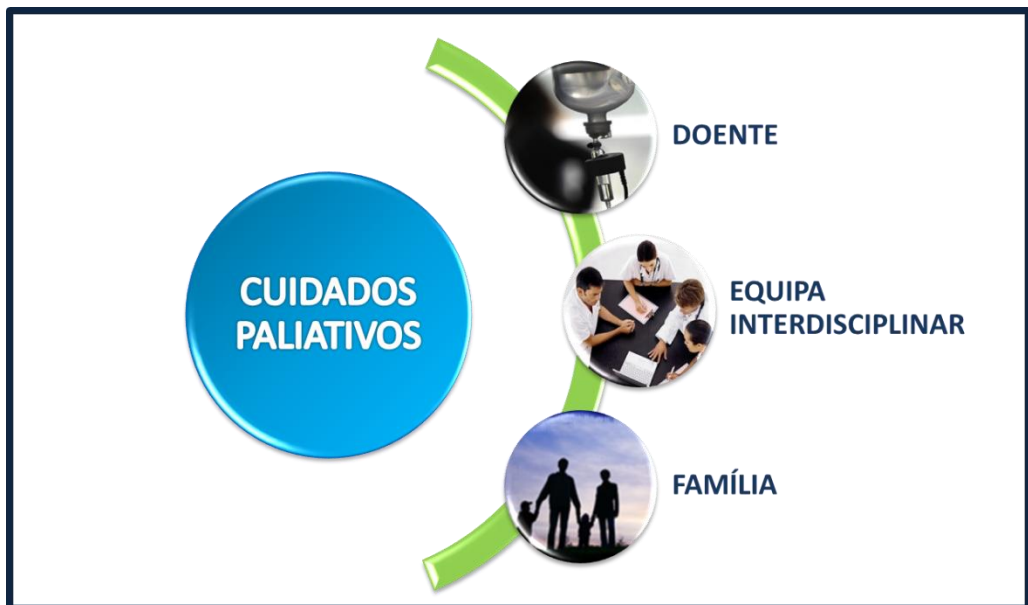 CUIDADOS
PALIATIVOS
DOENTE
EQUIPA
INTERDISCIPLINAR
FAMÍLIA